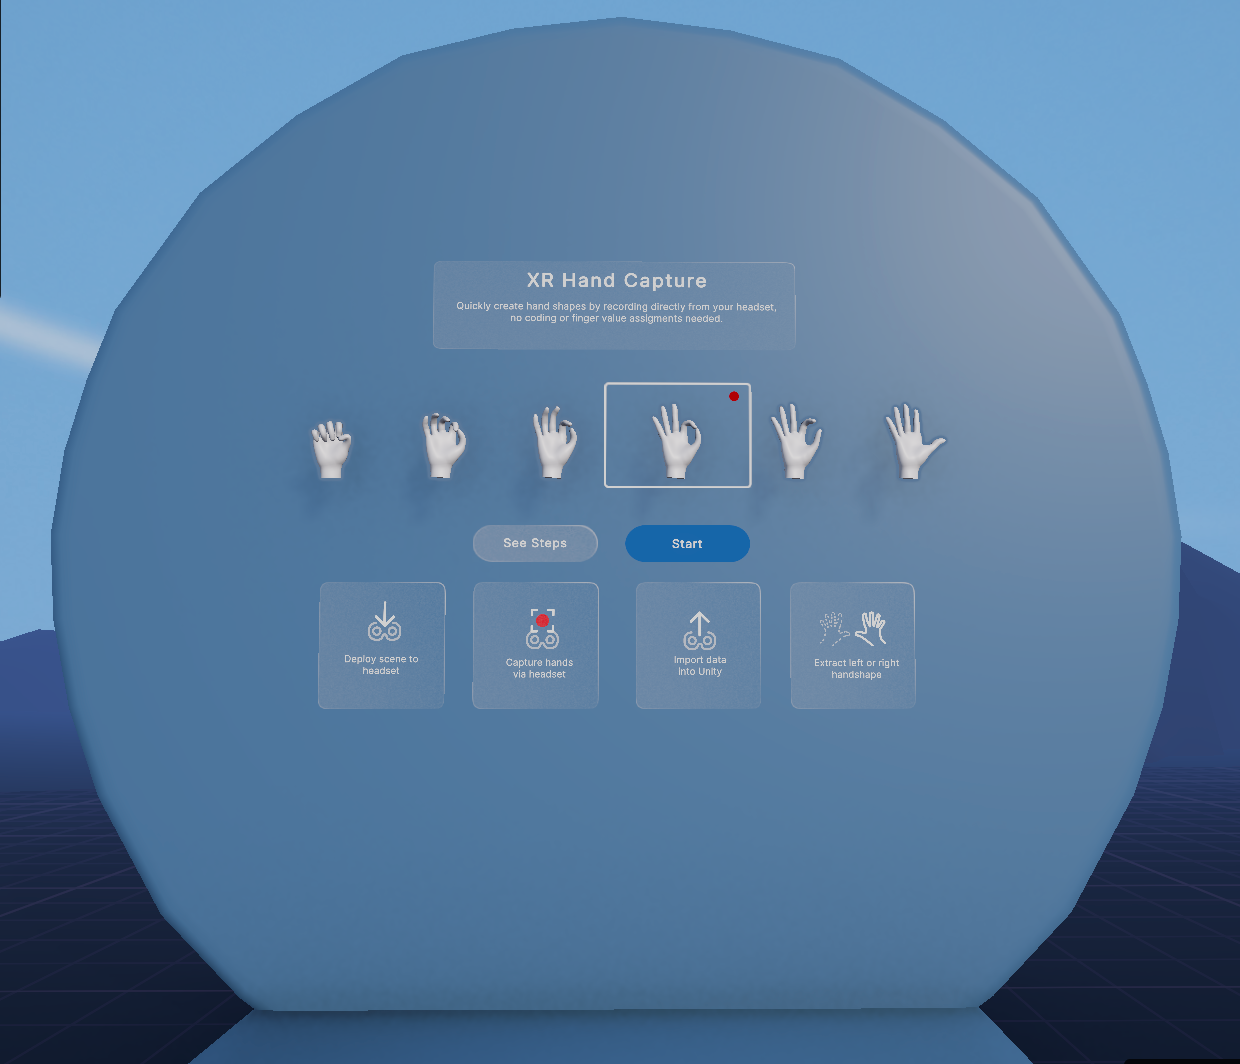 XR Hand Capture
Quickly create hand shapes by recording directly from your headset,
no coding or finger value assigments needed.
See Steps
Start
Deploy scene to
headset
Capture hands
via headset
Import data
into Unity
Extract left or right
handshape